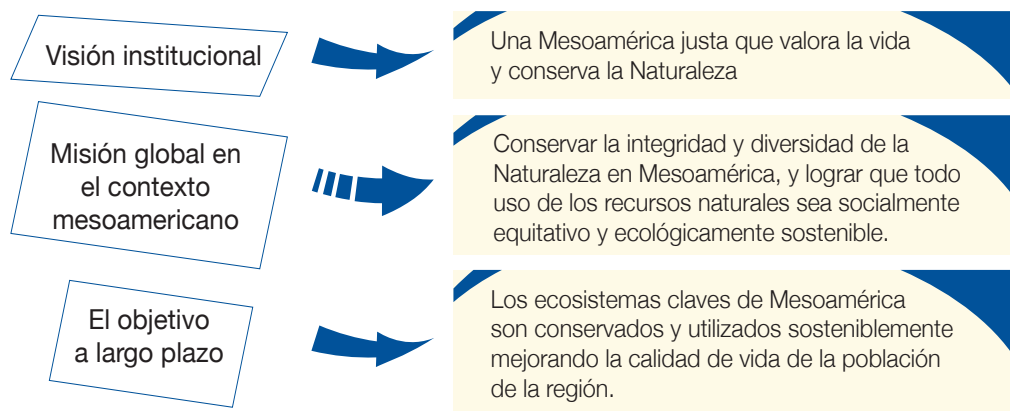 Visión institucional
Una Mesoamérica justa que valora la vida
y conserva la Naturaleza
Misión global en
el contexto
mesoamericano
Conservar la integridad y diversidad de la
Naturaleza en Mesoamérica, y lograr que todo
uso de los recursos naturales sea socialmente
equitativo y ecológicamente sostenible.
El objetivo
a largo plazo
Los ecosistemas claves de Mesoamérica
son conservados y utilizados sosteniblemente
mejorando la calidad de vida de la población
de la región.